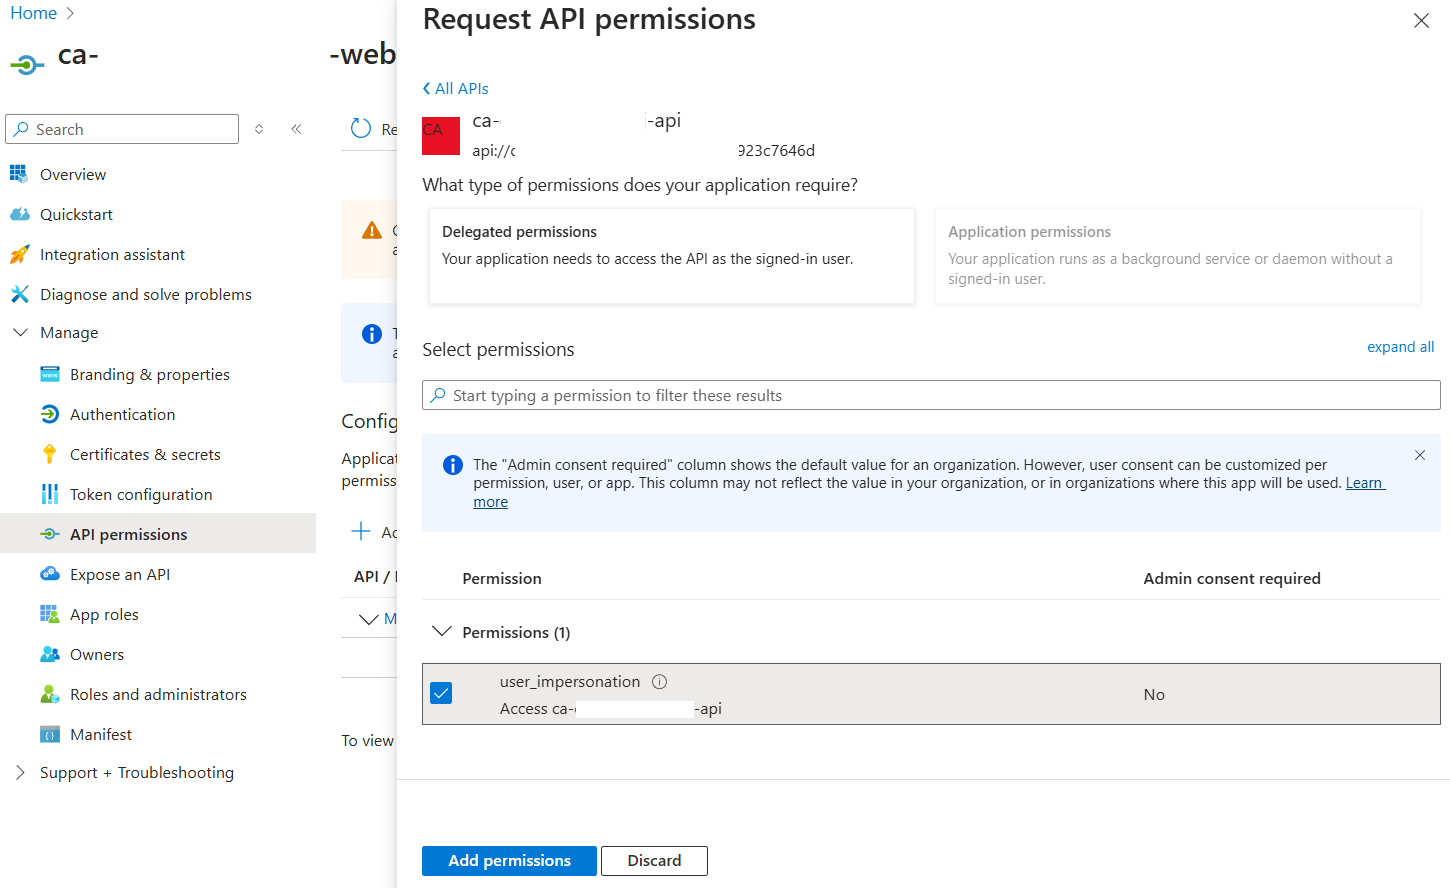 Home
ca-
-web
Search
Overview
Quickstart
Integration assistant
Diagnose and solve problems
Manage
Branding & properties
Authentication
Certificates & secrets
Token configuration
API permissions
Expose an API
App roles
Owners
Roles and administrators
Manifest
Support + Troubleshooting
Re
Config
Applicat
permiss
Ad
API /
M
To view
Request API permissions
All APIs
CA
ca-
-api
api://
923c7646d
What type of permissions does your application require?
Delegated permissions
Your application needs to access the API as the signed-in user.
Application permissions
Your application runs as a background service or daemon without a
signed-in user.
Select permissions
expand all
Start typing a permission to filter these results
The "Admin consent required" column shows the default value for an organization. However, user consent can be customized per
permission, user, or app. This column may not reflect the value in your organization, or in organizations where this app will be used. Learn
more
Permission
Admin consent required
Permissions (1)
user_impersonation
Access ca-
-api
No
Add permissions
Discard